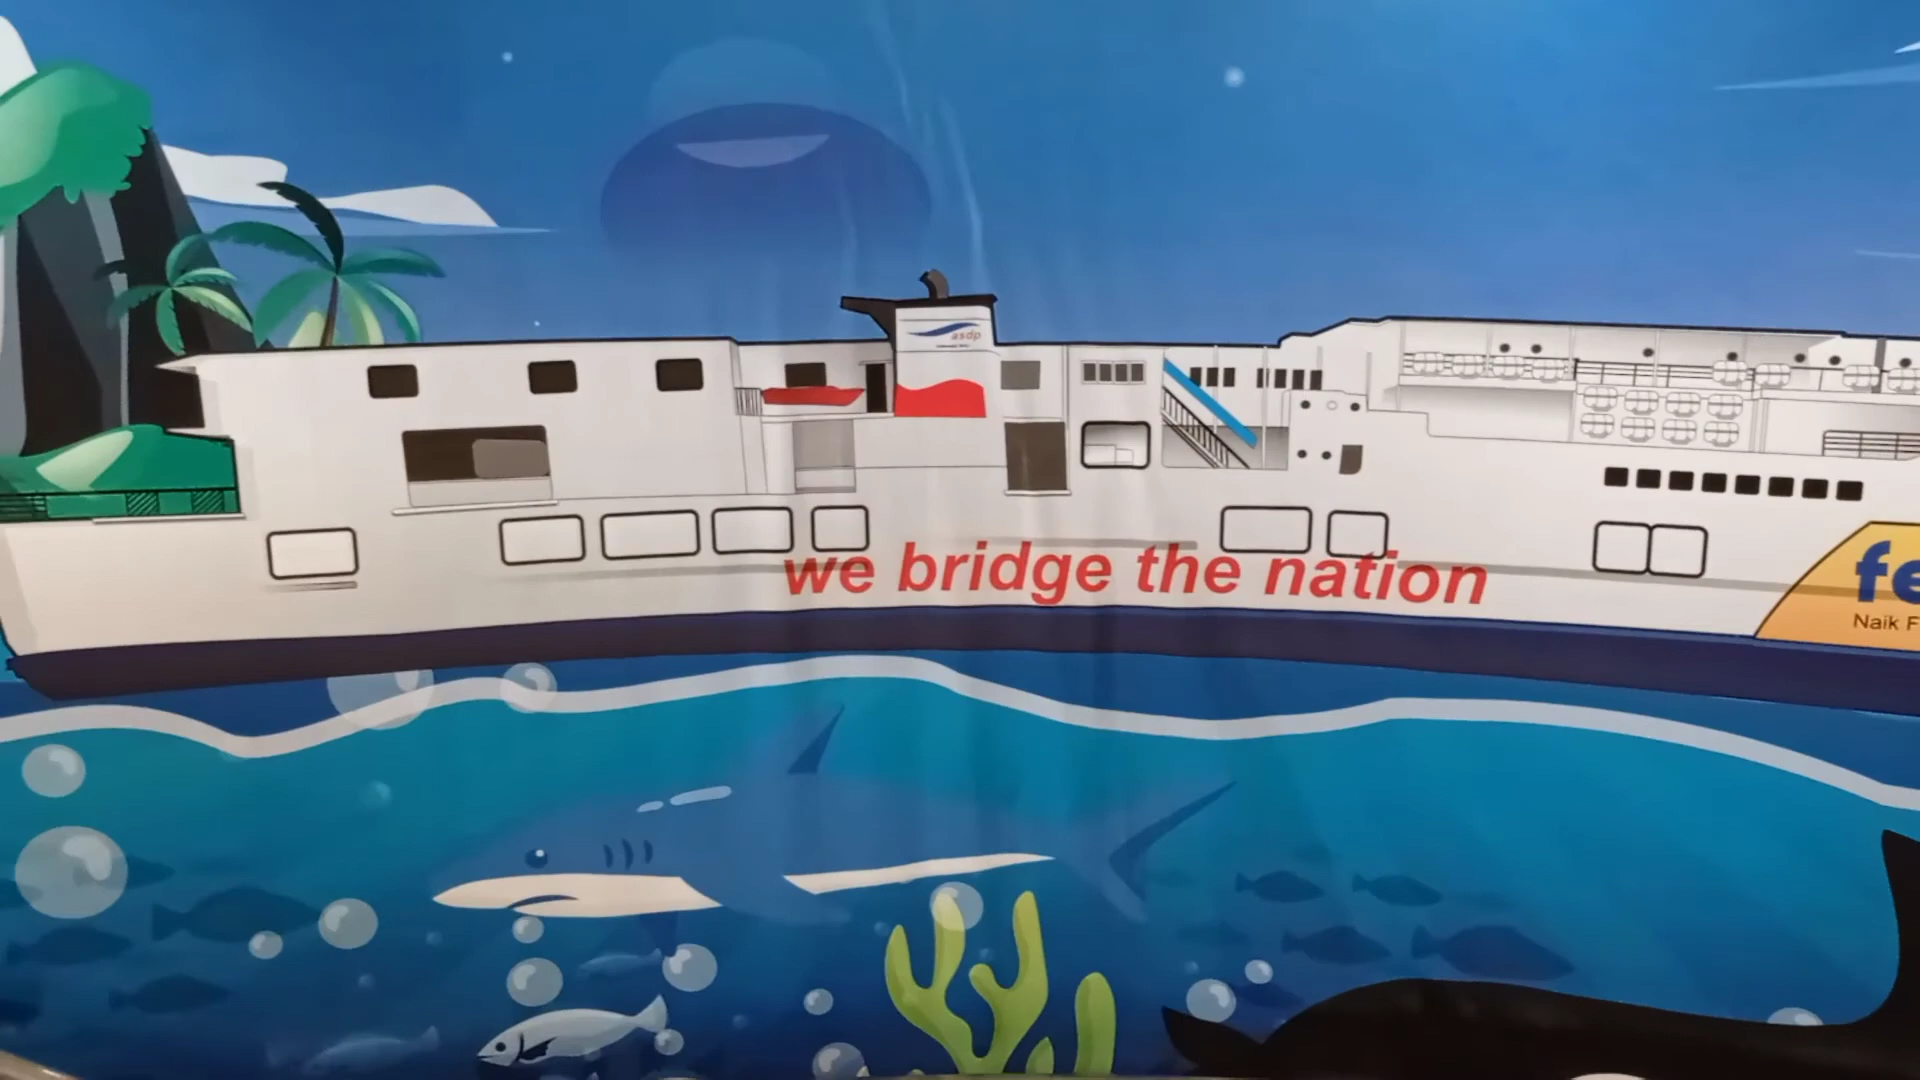 asdp
we bridge the nation
fe
Naik F